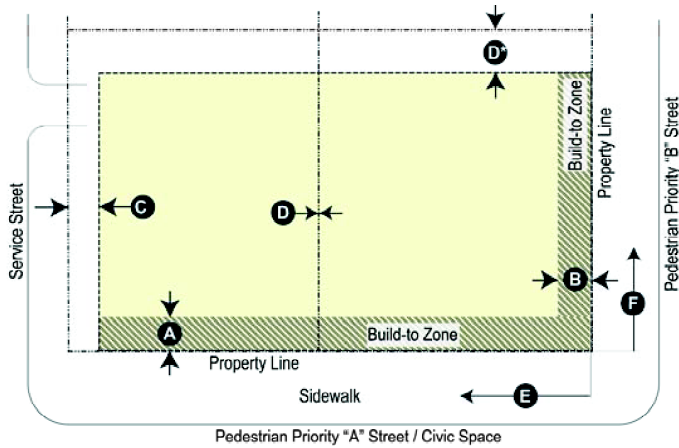 D*
Build-to Zone
Property Line
Pedestrian Priority "B" Street
Service Street
C
D
B
F
A
Build-to Zone
Property Line
Sidewalk
E
Pedestrian Priority "A" Street / Civic Space